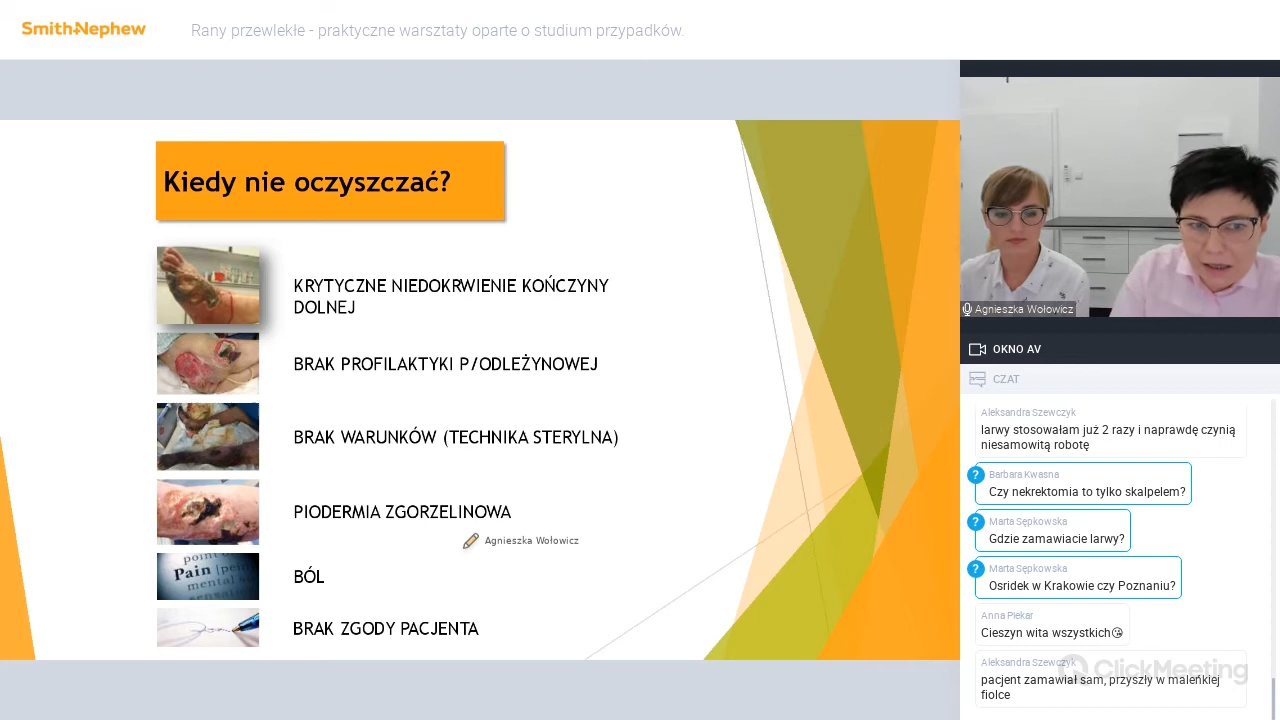 Smith+Nephew
Rany przewlekłe - praktyczne warsztaty oparte o studium przypadków.
Kiedy nie oczyszczać?
KRYTYCZNE NIEDOKRWIENIE KOŃCZYNY
DOLNEJ
BRAK PROFILAKTYKI P/ODLEŻYNOWEJ
BRAK WARUNKÓW (TECHNIKA STERYLNA)
PIODERMIA ZGORZELINOWA
Agnieszka Wołowicz
Pain
mental
BÓL
BRAK ZGODY PACJENTA
Agnieszka Wołowicz
OKNO AV
CZAT
Aleksandra Szewczyk
larwy stosowałam już 2 razy i naprawdę czynią
niesamowitą robotę
? Barbara Kwasna
Czy nekrektomia to tylko skalpelem?
? Marta Sępkowska
Gdzie zamawiacie larwy?
? Marta Sępkowska
Osridek w Krakowie czy Poznaniu?
Anna Piekar
Cieszyn wita wszystkich😘
Aleksandra Szewczyk
ClickMeeting
pacjent zamawiał sam, przyszły w maleńkiej
fiolce